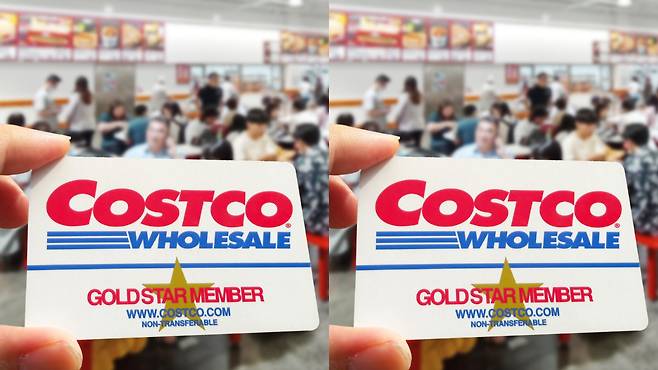 COSTCO®
WHOLESALE
GOLD STAR MEMBER
WWW.COSTCO.COM
NON-TRANSFERABLE
COSTCO®
WHOLESALE
GOLD STAR MEMBER
WWW.COSTCO.COM
NON-TRANSFERABLE